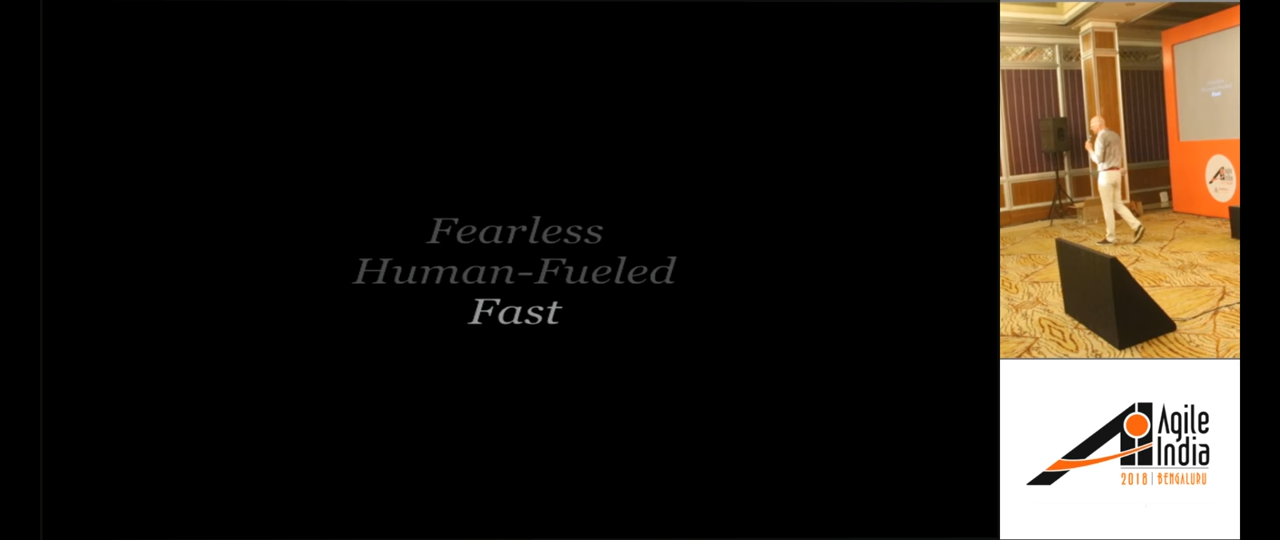 Fearless
Human-Fueled
Fast
Agile
India
2018 | BENGALURU